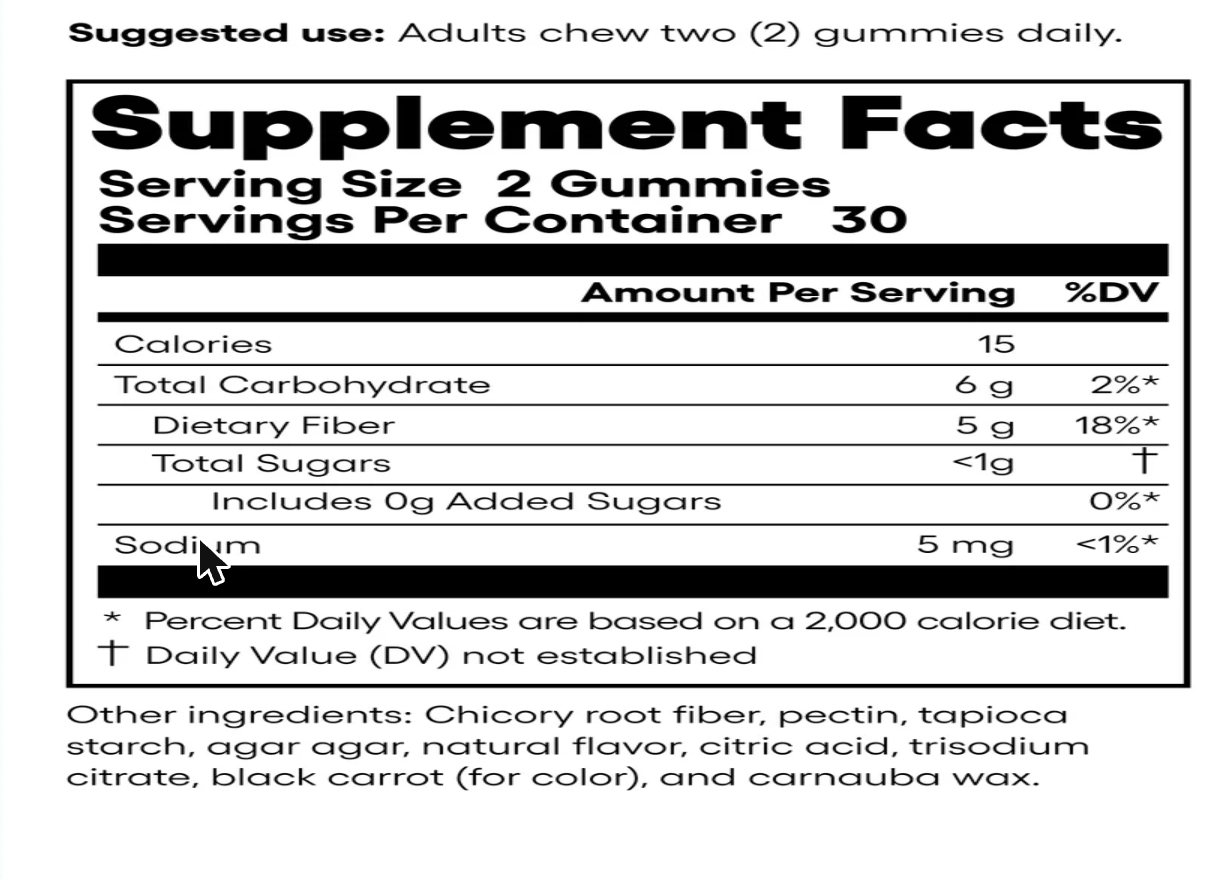 Suggested use: Adults chew two (2) gummies daily.
Supplement Facts
Serving Size 2 Gummies
Servings Per Container 30
Amount Per Serving %DV
Calories 15
Total Carbohydrate 6 g 2%*
Dietary Fiber 5 g 18%*
Total Sugars <1g †
Includes 0g Added Sugars 0%*
Sodium 5 mg <1%*
* Percent Daily Values are based on a 2,000 calorie diet.
† Daily Value (DV) not established
Other ingredients: Chicory root fiber, pectin, tapioca
starch, agar agar, natural flavor, citric acid, trisodium
citrate, black carrot (for color), and carnauba wax.